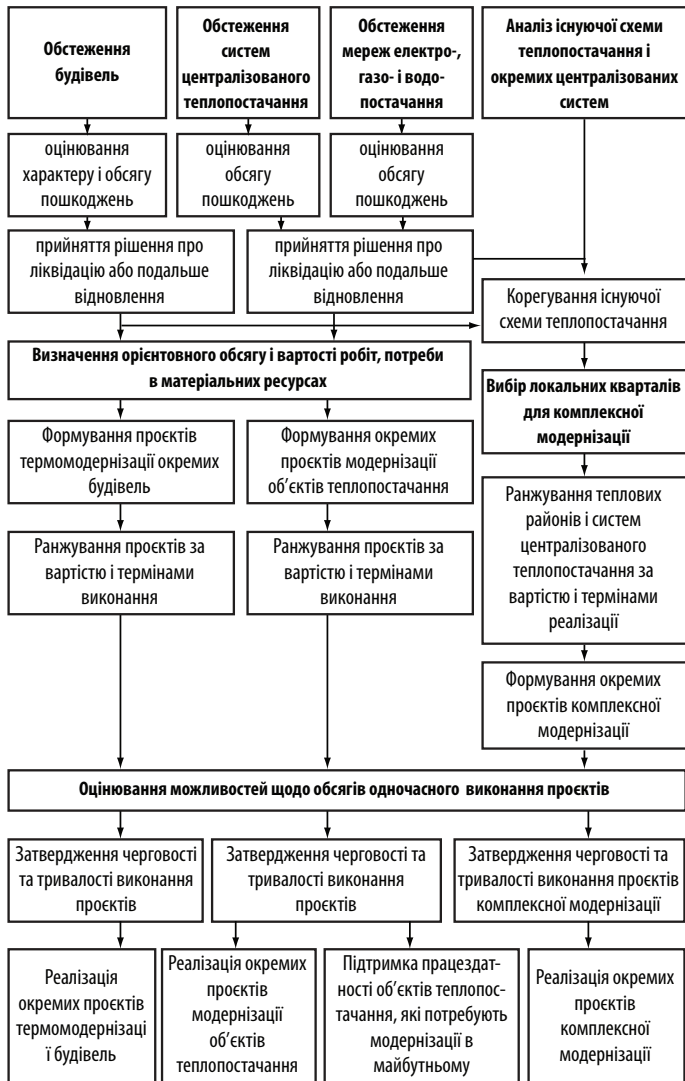 Обстеження
будівель
Обстеження
систем
централізованого
теплопостачання
Обстеження
мереж електро-,
газо- і водо-
постачання
Аналіз існуючої схеми
теплопостачання і
окремих централізованих
систем
оцінювання
характеру і обсягу
пошкоджень
оцінювання
обсягу
пошкоджень
оцінювання
обсягу
пошкоджень
прийняття рішення про
ліквідацію або подальше
відновлення
прийняття рішення про
ліквідацію або подальше
відновлення
Корегування існуючої
схеми теплопостачання
Визначення орієнтовного обсягу і вартості робіт, потреби
в матеріальних ресурсах
Вибір локальних кварталів
для комплексної
модернізації
Формування проєктів
термомодернізації окремих
будівель
Формування окремих
проєктів модернізації
об’єктів теплопостачання
Ранжування теплових
районів і систем
централізованого
теплопостачання за
вартістю і термінами
реалізації
Ранжування проєктів за
вартістю і термінами
виконання
Ранжування проєктів за
вартістю і термінами
виконання
Формування окремих
проєктів комплексної
модернізації
Оцінювання можливостей щодо обсягів одночасного виконання проєктів
Затвердження черговості
та тривалості виконання
проєктів
Затвердження черговості та
тривалості виконання
проєктів
Затвердження черговості та
тривалості виконання проєктів
комплексної модернізації
Реалізація
окремих проєктів
термомодернізаці
ї будівель
Реалізація окремих
проєктів
модернізації
об’єктів
теплопостачання
Підтримка працездат-
ності об’єктів теплопос-
тачання, які потребують
модернізації в
майбутньому
Реалізація окремих
проєктів
комплексної
модернізації